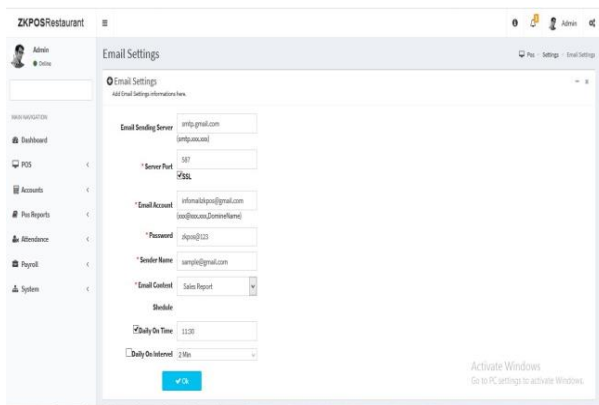 ZKPOSRestaurant
Admin
Admin
Online
Email Settings
Pos - Settings - Email Settings
Email Settings
Add Email Settings informations here.
MAIN NAVIGATION
Dashboard
POS
Accounts
Pos Reports
Attendance
Payroll
System
Email Sending Server smtp.gmail.com
(smtp.xxx.xxx)
* Server Port 587
SSL
* Email Account infomailzkpos@gmail.com
(xxx@xxx.xxx,DomineName)
* Password zkpos@123
* Sender Name sample@gmail.com
* Email Content Sales Report
Shedule
Daily On Time 11:30
Daily On Intervel 2 Min
Ok
Activate Windows
Go to PC settings to activate Windows.